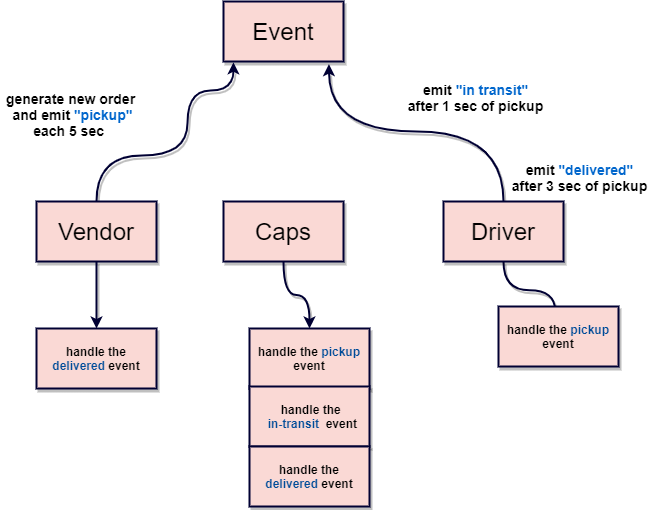 Event
generate new order
and emit "pickup"
each 5 sec
emit "in transit"
after 1 sec of pickup
emit "delivered"
after 3 sec of pickup
Vendor
Caps
Driver
handle the
delivered event
handle the pickup
event
handle the
in-transit event
handle the
delivered event
handle the pickup
event